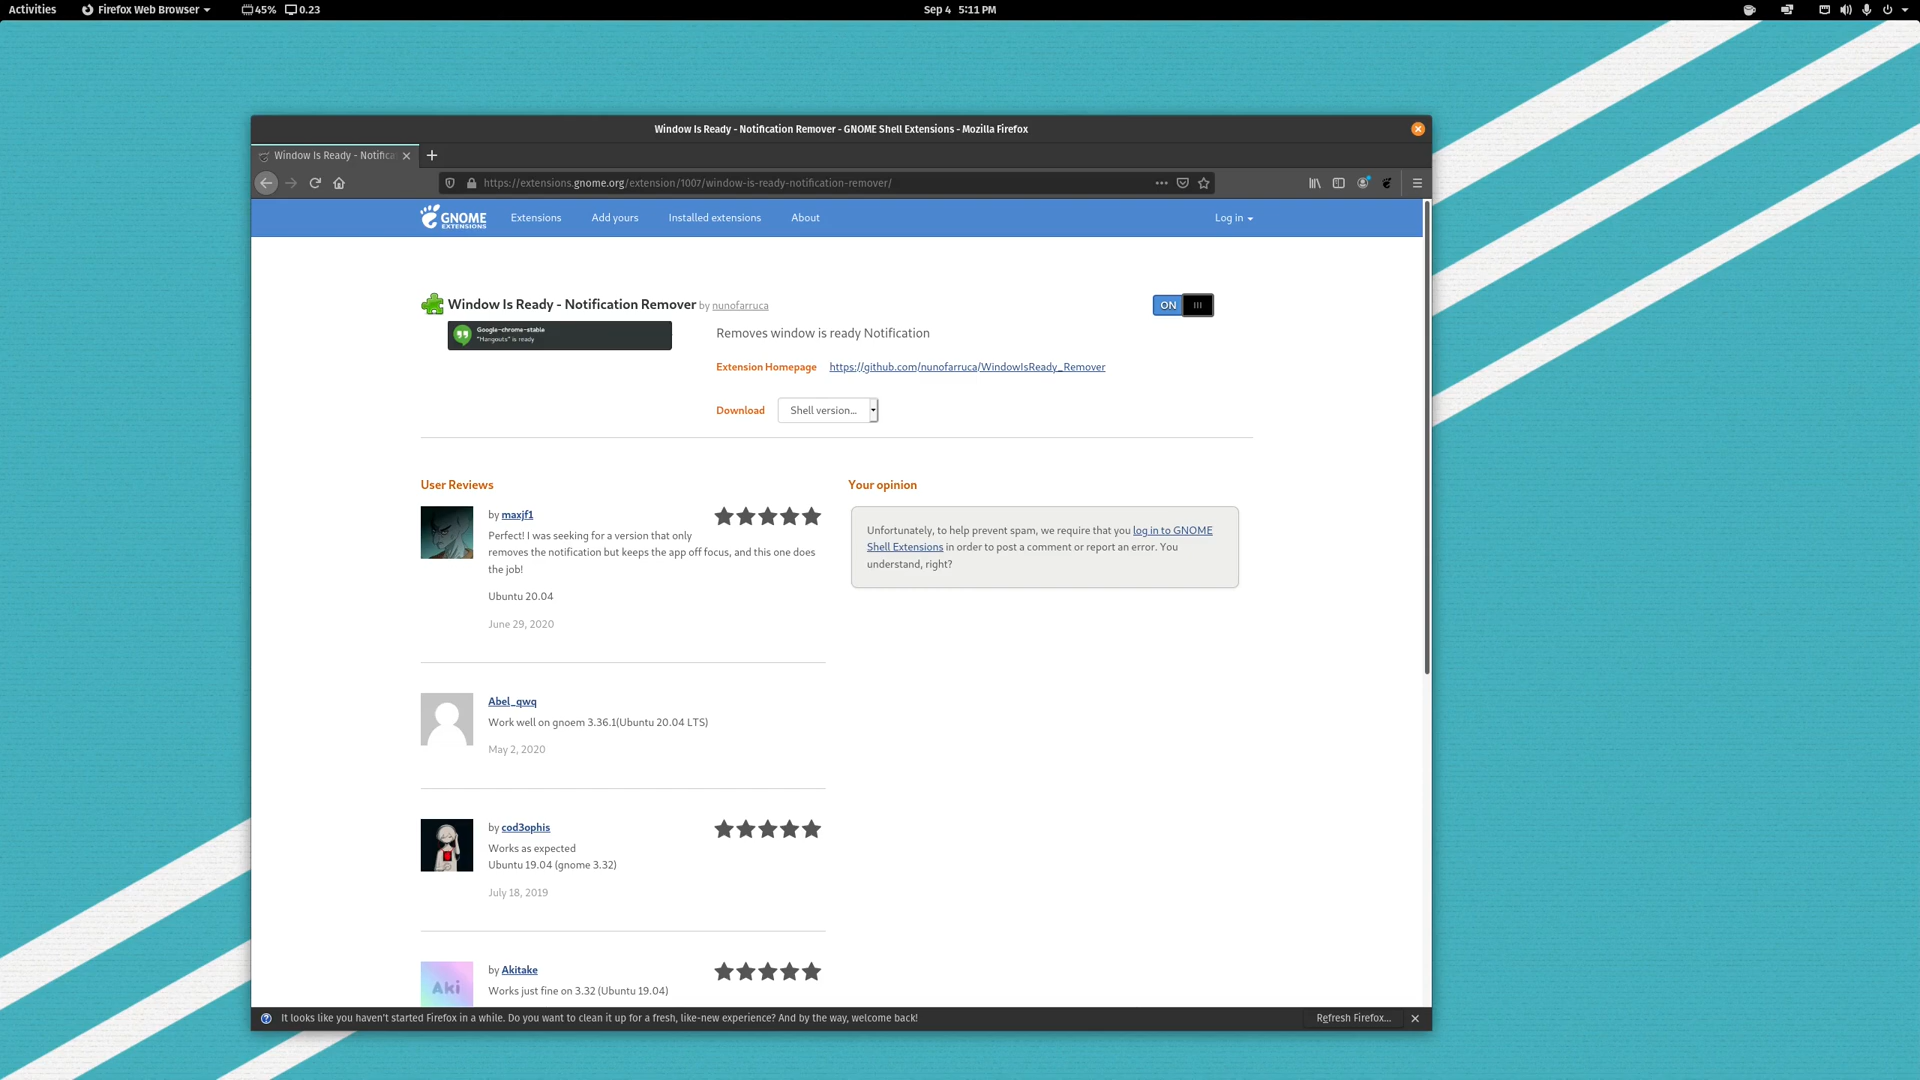 Activities
Firefox Web Browser
45%
0.23
Sep 4 5:11 PM
Window Is Ready - Notification Remover - GNOME Shell Extensions - Mozilla Firefox
Window Is Ready - Notifica
https://extensions.gnome.org/extension/1007/window-is-ready-notification-remover/
GNOME
EXTENSIONS
Extensions
Add yours
Installed extensions
About
Log in
Window Is Ready - Notification Remover by nunofarruca
ON
Google-chrome-stable
"Hangouts" is ready
Removes window is ready Notification
Extension Homepage https://github.com/nunofarruca/WindowIsReady_Remover
Download Shell version...
User Reviews
by maxjf1
Perfect! I was seeking for a version that only
removes the notification but keeps the app off focus, and this one does
the job!
Ubuntu 20.04
June 29, 2020
Abel_qwq
Work well on gnoem 3.36.1(Ubuntu 20.04 LTS)
May 2, 2020
by cod3ophis
Works as expected
Ubuntu 19.04 (gnome 3.32)
July 18, 2019
Aki
by Akitake
Works just fine on 3.32 (Ubuntu 19.04)
Your opinion
Unfortunately, to help prevent spam, we require that you log in to GNOME
Shell Extensions in order to post a comment or report an error. You
understand, right?
It looks like you haven't started Firefox in a while. Do you want to clean it up for a fresh, like-new experience? And by the way, welcome back!
Refresh Firefox...